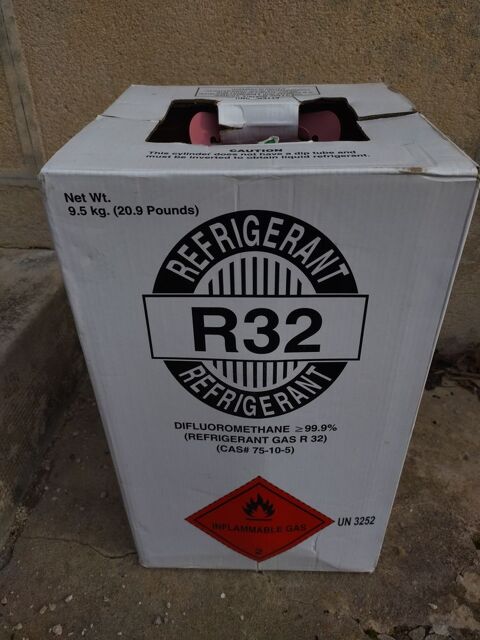 CAUTION
This cylinder does not have a dip tube and
must be inverted to obtain liquid refrigerant.
Net Wt.
9.5 kg. (20.9 Pounds)
REFRIGERANT
R32
REFRIGERANT
DIFLUOROMETHANE ≥99.9%
(REFRIGERANT GAS R 32)
(CAS# 75-10-5)
INFLAMMABLE GAS
UN 3252
2